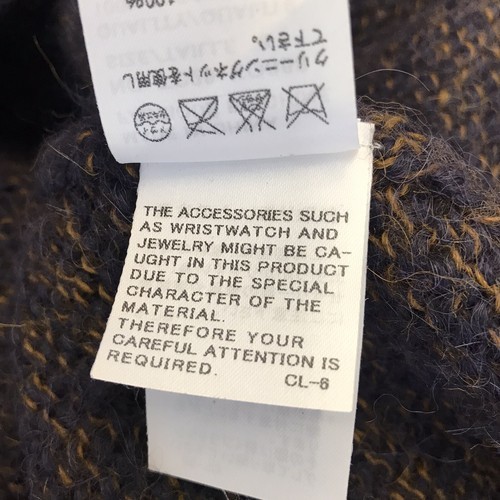 100%
クリーニングネットを使用し
て下さい。
THE ACCESSORIES SUCH
AS WRISTWATCH AND
JEWELRY MIGHT BE CA-
UGHT IN THIS PRODUCT
DUE TO THE SPECIAL
CHARACTER OF THE
MATERIAL.
THEREFORE YOUR
CAREFUL ATTENTION IS
REQUIRED.
CL-6